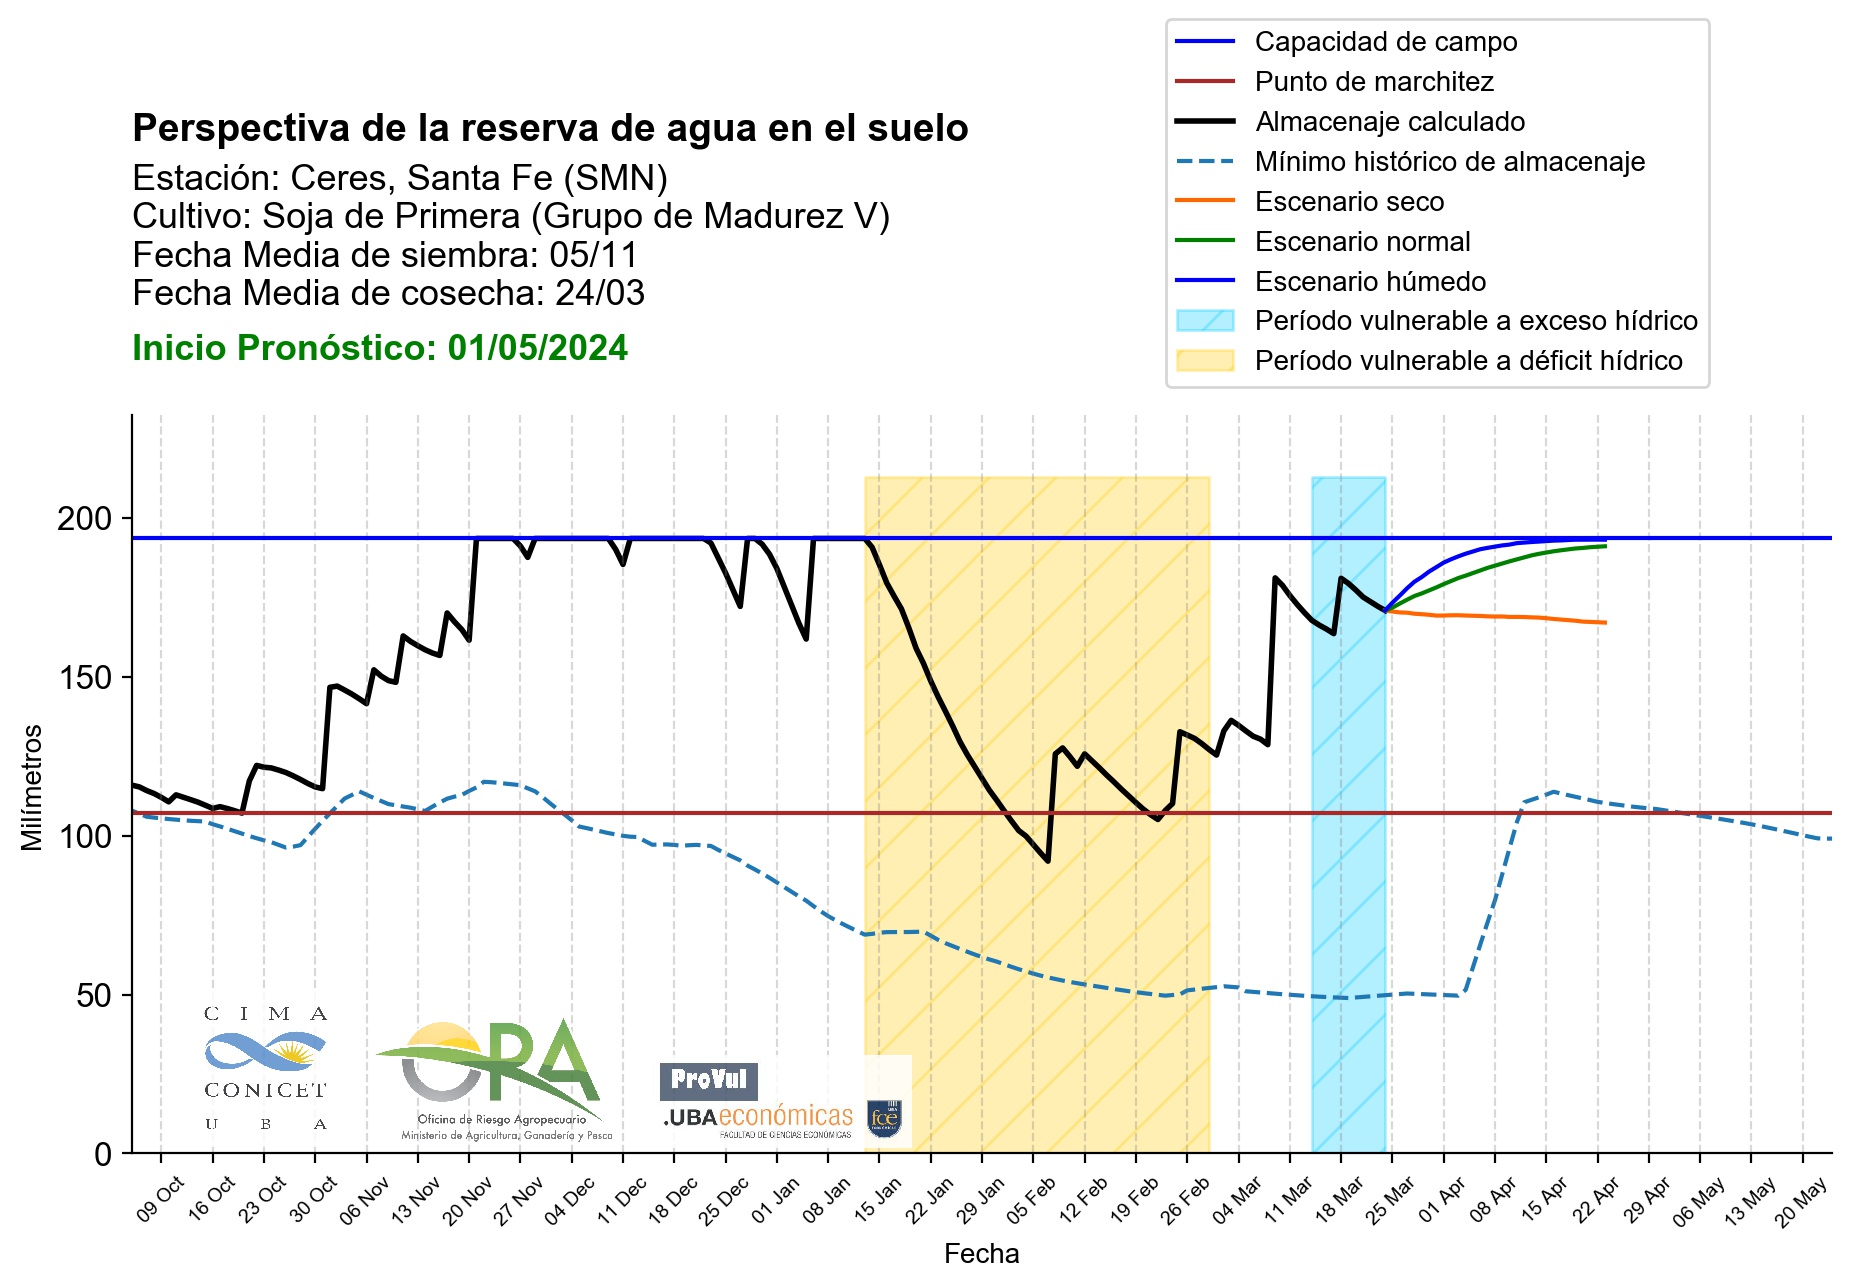 Capacidad de campo
Punto de marchitez
Almacenaje calculado
Mínimo histórico de almacenaje
Escenario seco
Escenario normal
Escenario húmedo
Período vulnerable a exceso hídrico
Período vulnerable a déficit hídrico
Perspectiva de la reserva de agua en el suelo
Estación: Ceres, Santa Fe (SMN)
Cultivo: Soja de Primera (Grupo de Madurez V)
Fecha Media de siembra: 05/11
Fecha Media de cosecha: 24/03
Inicio Pronóstico: 01/05/2024
Milímetros
200
150
100
50
0
CIMA
CONICET
UBA
ORA
Oficina de Riesgo Agropecuario
Ministerio de Agricultura, Ganadería y Pesca
ProVul
.UBAeconómicas
FACULTAD DE CIENCIAS ECONÓMICAS
UBA
fce
ECONÓMICAS
09 Oct
16 Oct
23 Oct
30 Oct
06 Nov
13 Nov
20 Nov
27 Nov
04 Dec
11 Dec
18 Dec
25 Dec
01 Jan
08 Jan
15 Jan
22 Jan
29 Jan
05 Feb
12 Feb
19 Feb
26 Feb
04 Mar
11 Mar
18 Mar
25 Mar
01 Apr
08 Apr
15 Apr
22 Apr
29 Apr
06 May
13 May
20 May
Fecha